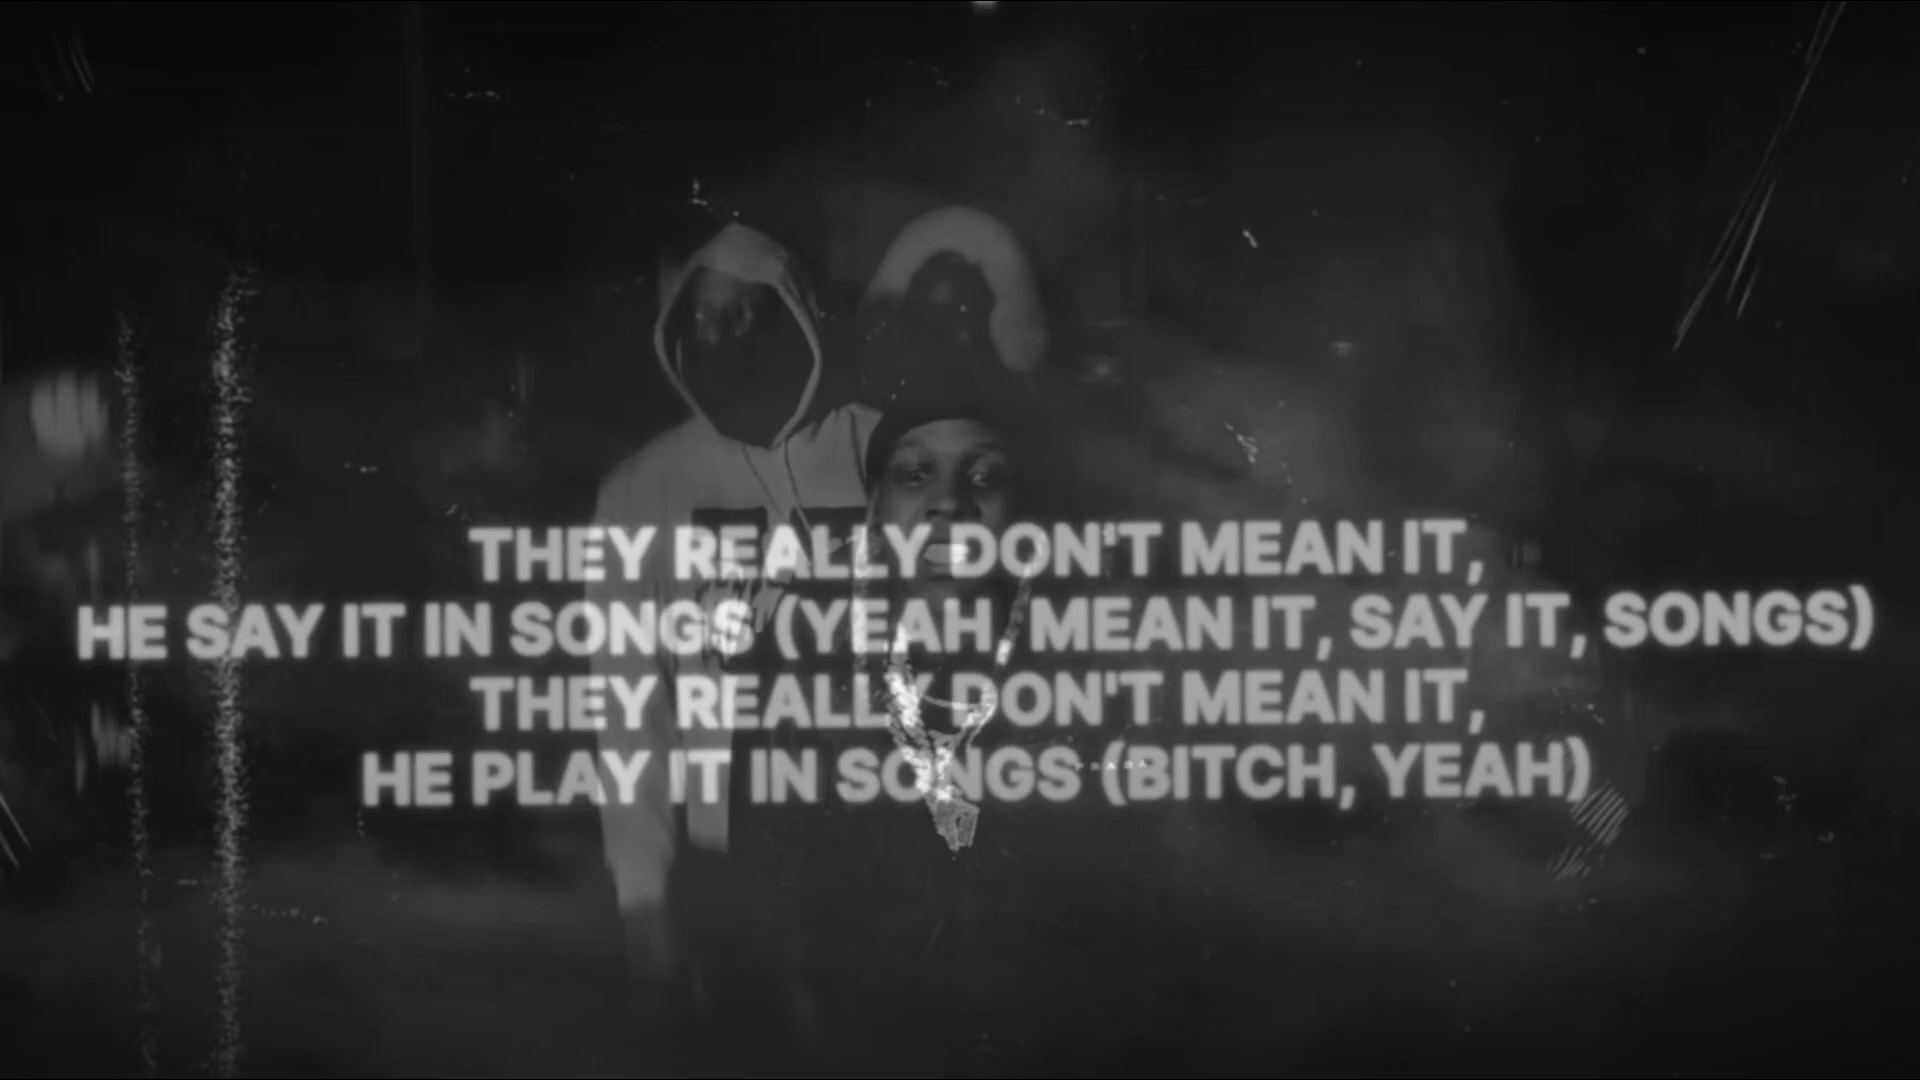 THEY REALLY DON'T MEAN IT,
HE SAY IT IN SONGS (YEAH, MEAN IT, SAY IT, SONGS)
THEY REALLY DON'T MEAN IT,
HE PLAY IT IN SONGS (BITCH, YEAH)